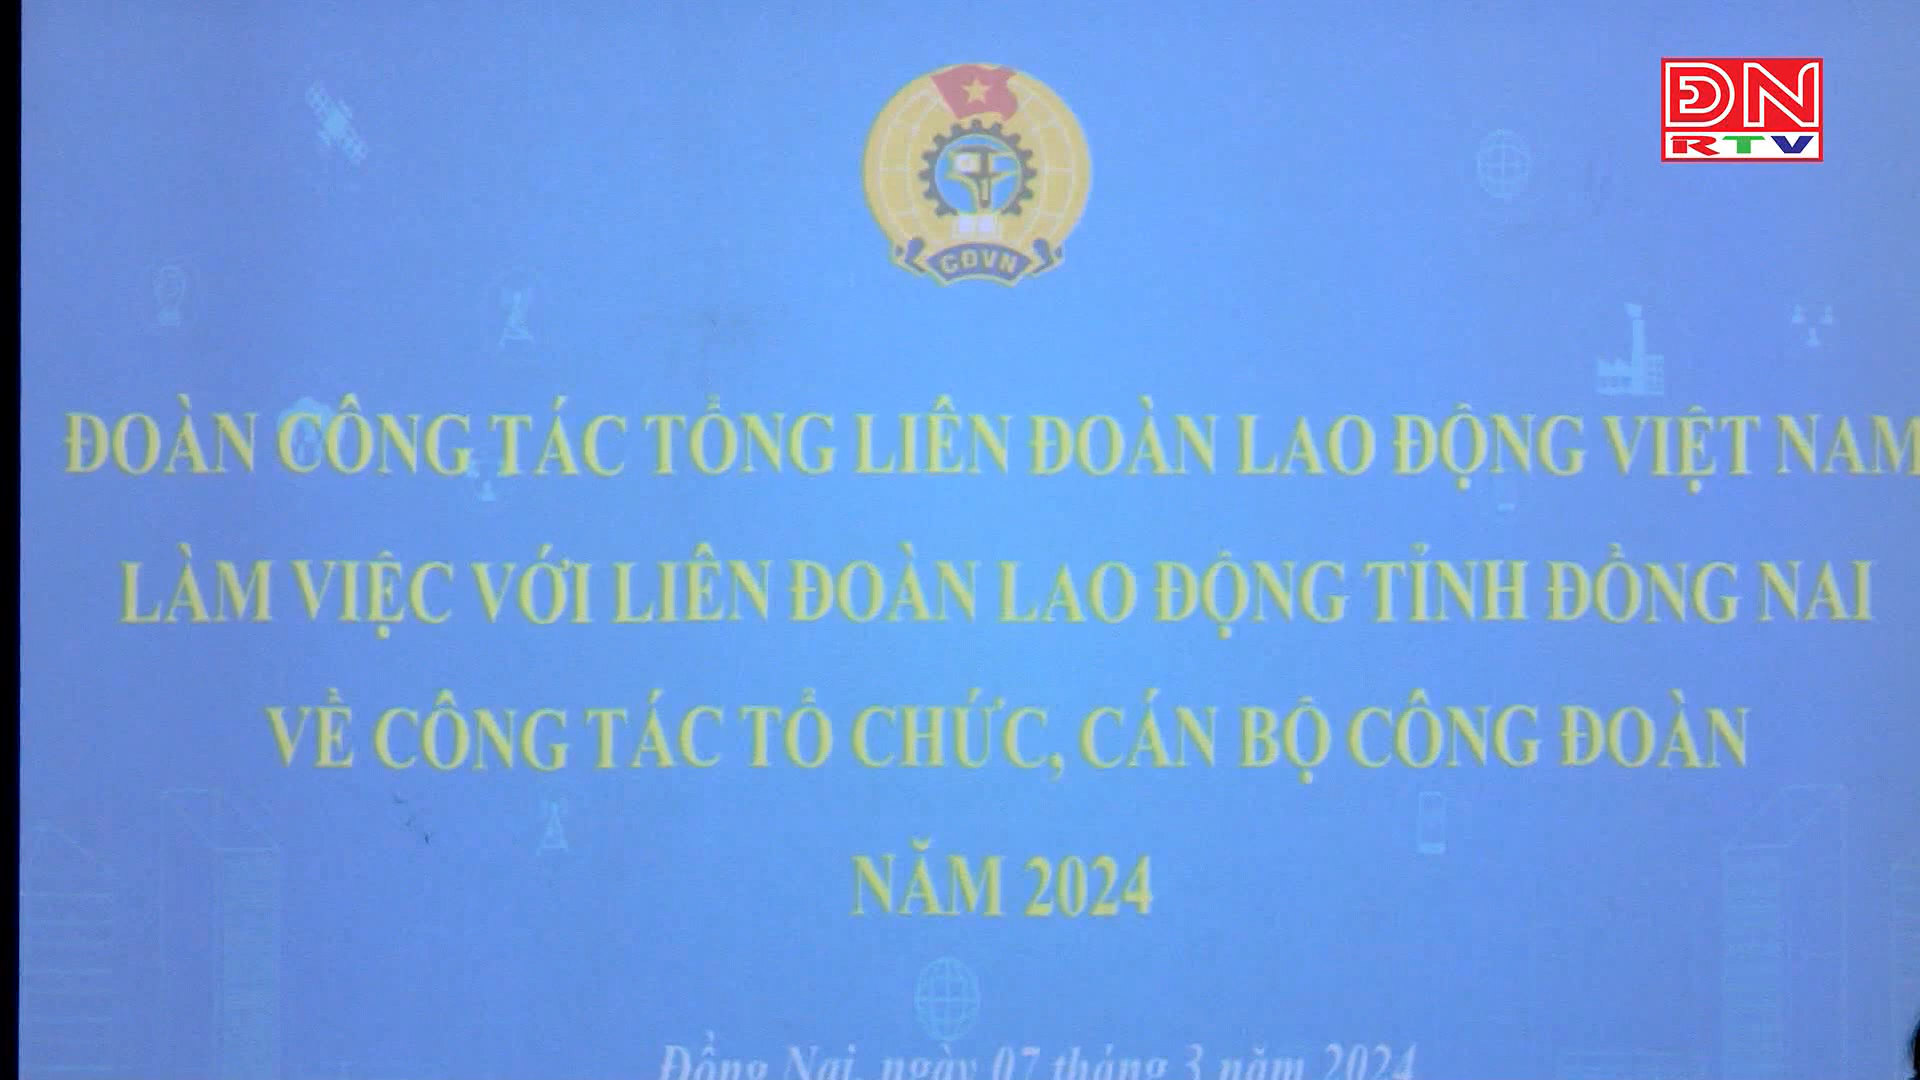 ĐN
RTV
CĐVN
ĐOÀN CÔNG TÁC TỔNG LIÊN ĐOÀN LAO ĐỘNG VIỆT NAM
LÀM VIỆC VỚI LIÊN ĐOÀN LAO ĐỘNG TỈNH ĐỒNG NAI
VỀ CÔNG TÁC TỔ CHỨC, CÁN BỘ CÔNG ĐOÀN
NĂM 2024
Đồng Nai, ngày 07 tháng 3 năm 2024